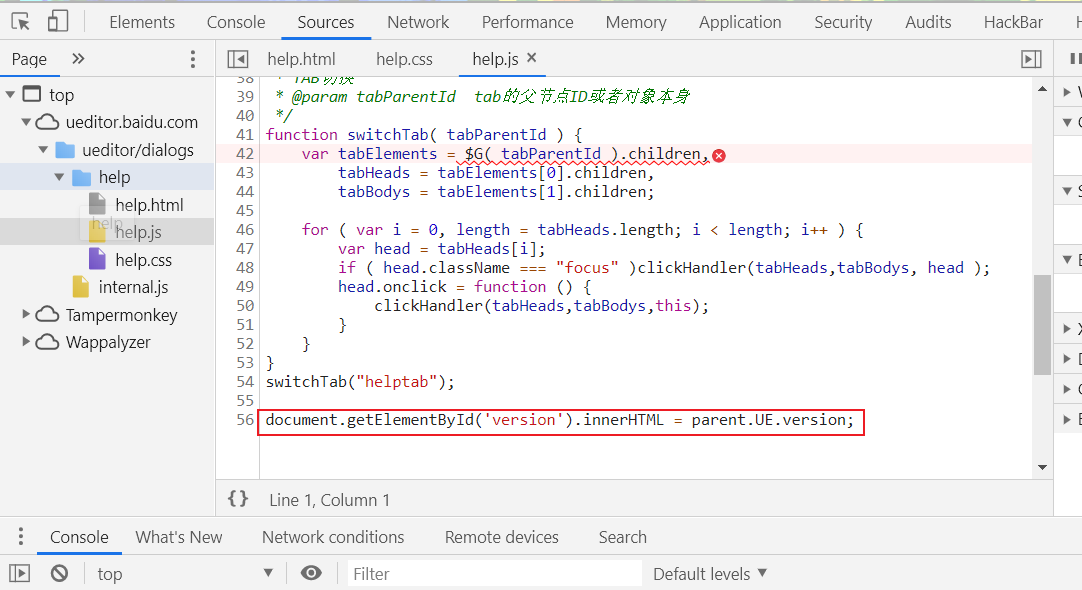 Elements Console Sources Network Performance Memory Application Security Audits HackBar
Page help.html help.css help.js
top
ueditor.baidu.com
ueditor/dialogs
help
help.html
help
help.js
help.css
internal.js
Tampermonkey
Wappalyzer
38 * TAB切换
39 * @param tabParentId tab的父节点ID或者对象本身
40 */
41 function switchTab( tabParentId ) {
42 var tabElements = $G( tabParentId ).children,
43 tabHeads = tabElements[0].children,
44 tabBodys = tabElements[1].children;
45
46 for ( var i = 0, length = tabHeads.length; i < length; i++ ) {
47 var head = tabHeads[i];
48 if ( head.className === "focus" )clickHandler(tabHeads,tabBodys, head );
49 head.onclick = function () {
50 clickHandler(tabHeads,tabBodys,this);
51 }
52 }
53 }
54 switchTab("helptab");
55
56 document.getElementById('version').innerHTML = parent.UE.version;
{} Line 1, Column 1
Console What's New Network conditions Remote devices Search
top Filter Default levels